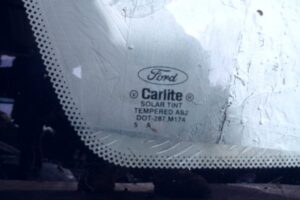 Ford
Carlite
SOLAR TINT
TEMPERED AS2
DOT-287 M174